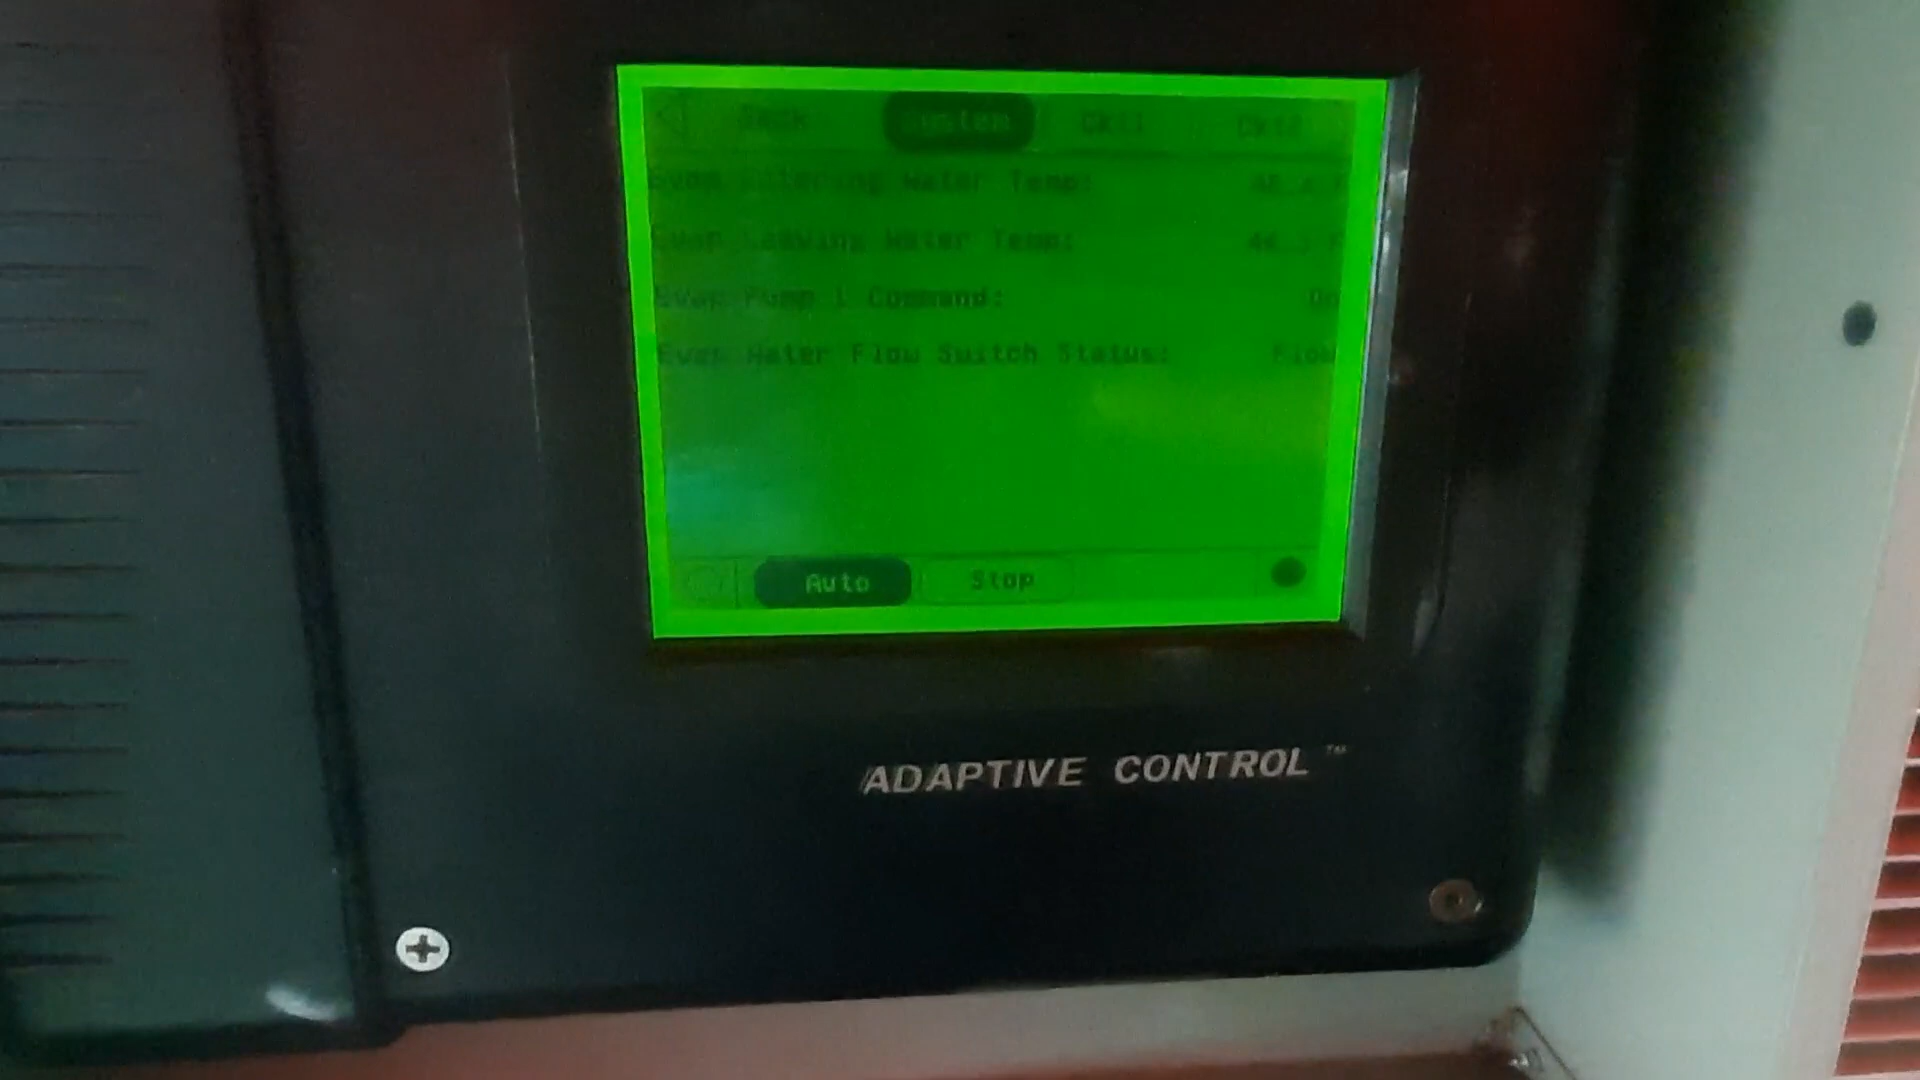 Back System Ckt1 Ckt2
Evap Entering Water Temp: F
Evap Leaving Water Temp: F
Evap Pump 1 Command: On
Evap Water Flow Switch Status: Flow
Auto Stop
ADAPTIVE CONTROL™